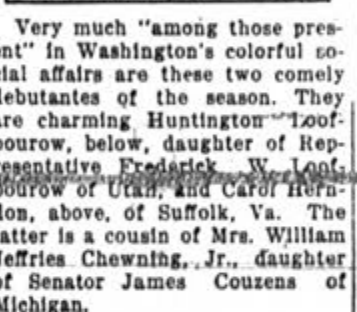 Very much "among those pres-
ent" in Washington's colorful so-
cial affairs are these two comely
debutantes of the season. They
are charming Huntington Loof-
bourow, below, daughter of Rep-
resentative Frederick W. Loof-
bourow of Utah, and Carol Hern-
don, above, of Suffolk, Va. The
latter is a cousin of Mrs. William
Jeffries Chewning, Jr., daughter
of Senator James Couzens of
Michigan.